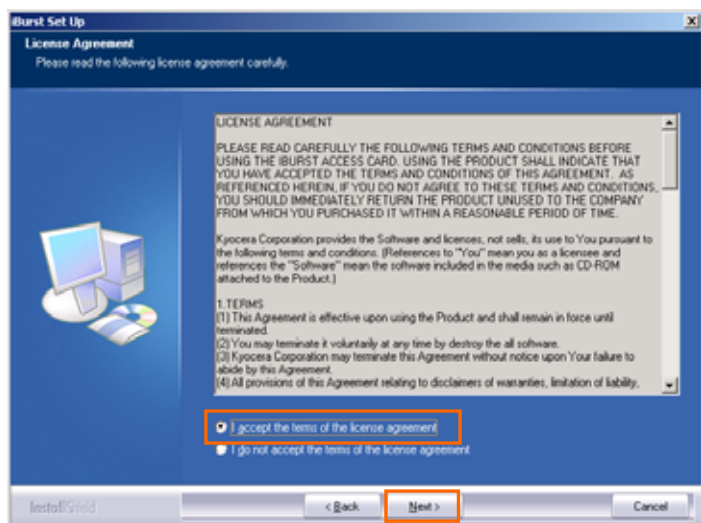 iBurst Set Up
License Agreement
Please read the following license agreement carefully.
LICENSE AGREEMENT
PLEASE READ CAREFULLY THE FOLLOWING TERMS AND CONDITIONS BEFORE
USING THE IBURST ACCESS CARD. USING THE PRODUCT SHALL INDICATE THAT
YOU HAVE ACCEPTED THE TERMS AND CONDITIONS OF THIS AGREEMENT. AS
REFERENCED HEREIN, IF YOU DO NOT AGREE TO THESE TERMS AND CONDITIONS,
YOU SHOULD IMMEDIATELY RETURN THE PRODUCT UNUSED TO THE COMPANY
FROM WHICH YOU PURCHASED IT WITHIN A REASONABLE PERIOD OF TIME.
Kyocera Corporation provides the Software and licenses, not sells, its use to You pursuant to
the following terms and conditions. (References to "You" mean you as a licensee and
references the "Software" mean the software included in the media such as CD-ROM
attached to the Product.)
1.TERMS
(1) This Agreement is effective upon using the Product and shall remain in force until
terminated.
(2) You may terminate it voluntarily at any time by destroy the all software.
(3) Kyocera Corporation may terminate this Agreement without notice upon Your failure to
abide by this Agreement.
(4) All provisions of this Agreement relating to disclaimers of warranties, limitation of liability,
I accept the terms of the license agreement
I do not accept the terms of the license agreement
InstallShield
< Back
Next >
Cancel